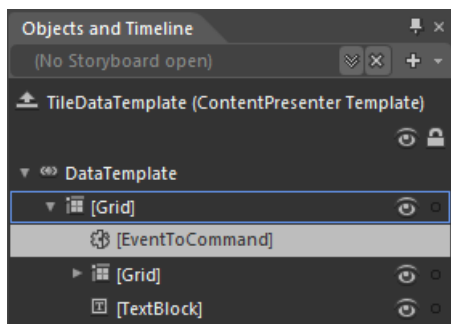 Objects and Timeline
(No Storyboard open)
TileDataTemplate (ContentPresenter Template)
DataTemplate
[Grid]
[EventToCommand]
[Grid]
[TextBlock]